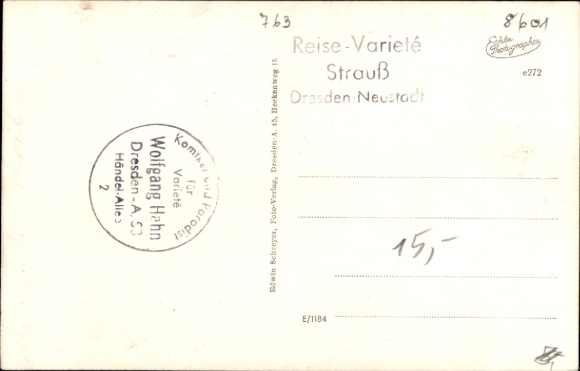 763
8601
Reise-Varieté
Strauß
Dresden-Neustadt
Echte
Photographie
e272
Komiker und Parodist
für
Varieté
Wolfgang Hahn
Dresden-A. 53
Händel-Allee
2
Edwin Schreyer, Foto-Verlag, Dresden-A. 45, Heckenweg 15
15,-
E/1184